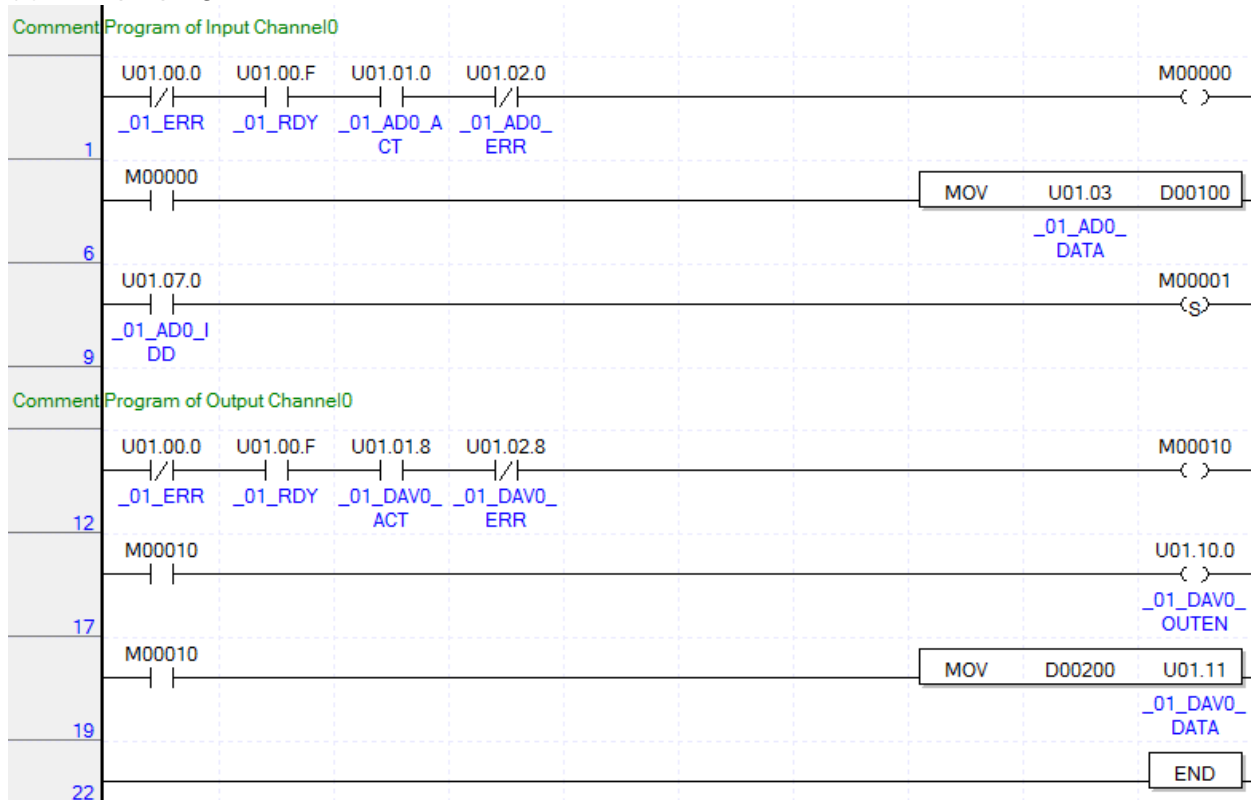 Comment Program of Input Channel0
U01.00.0 U01.00.F U01.01.0 U01.02.0 M00000
_01_ERR _01_RDY _01_AD0_A _01_AD0_
CT ERR
1
M00000
MOV U01.03 D00100
_01_AD0_
DATA
6
U01.07.0 M00001
S
_01_AD0_I
DD
9
Comment Program of Output Channel0
U01.00.0 U01.00.F U01.01.8 U01.02.8 M00010
_01_ERR _01_RDY _01_DAV0_ _01_DAV0_
ACT ERR
12
M00010 U01.10.0
_01_DAV0_
OUTEN
17
M00010
MOV D00200 U01.11
_01_DAV0_
DATA
19
END
22